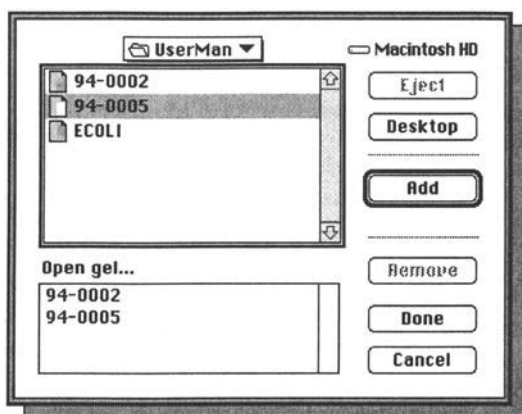 UserMan
Macintosh HD
94-0002
94-0005
ECOLI
Eject
Desktop
Add
Open gel...
94-0002
94-0005
Remove
Done
Cancel